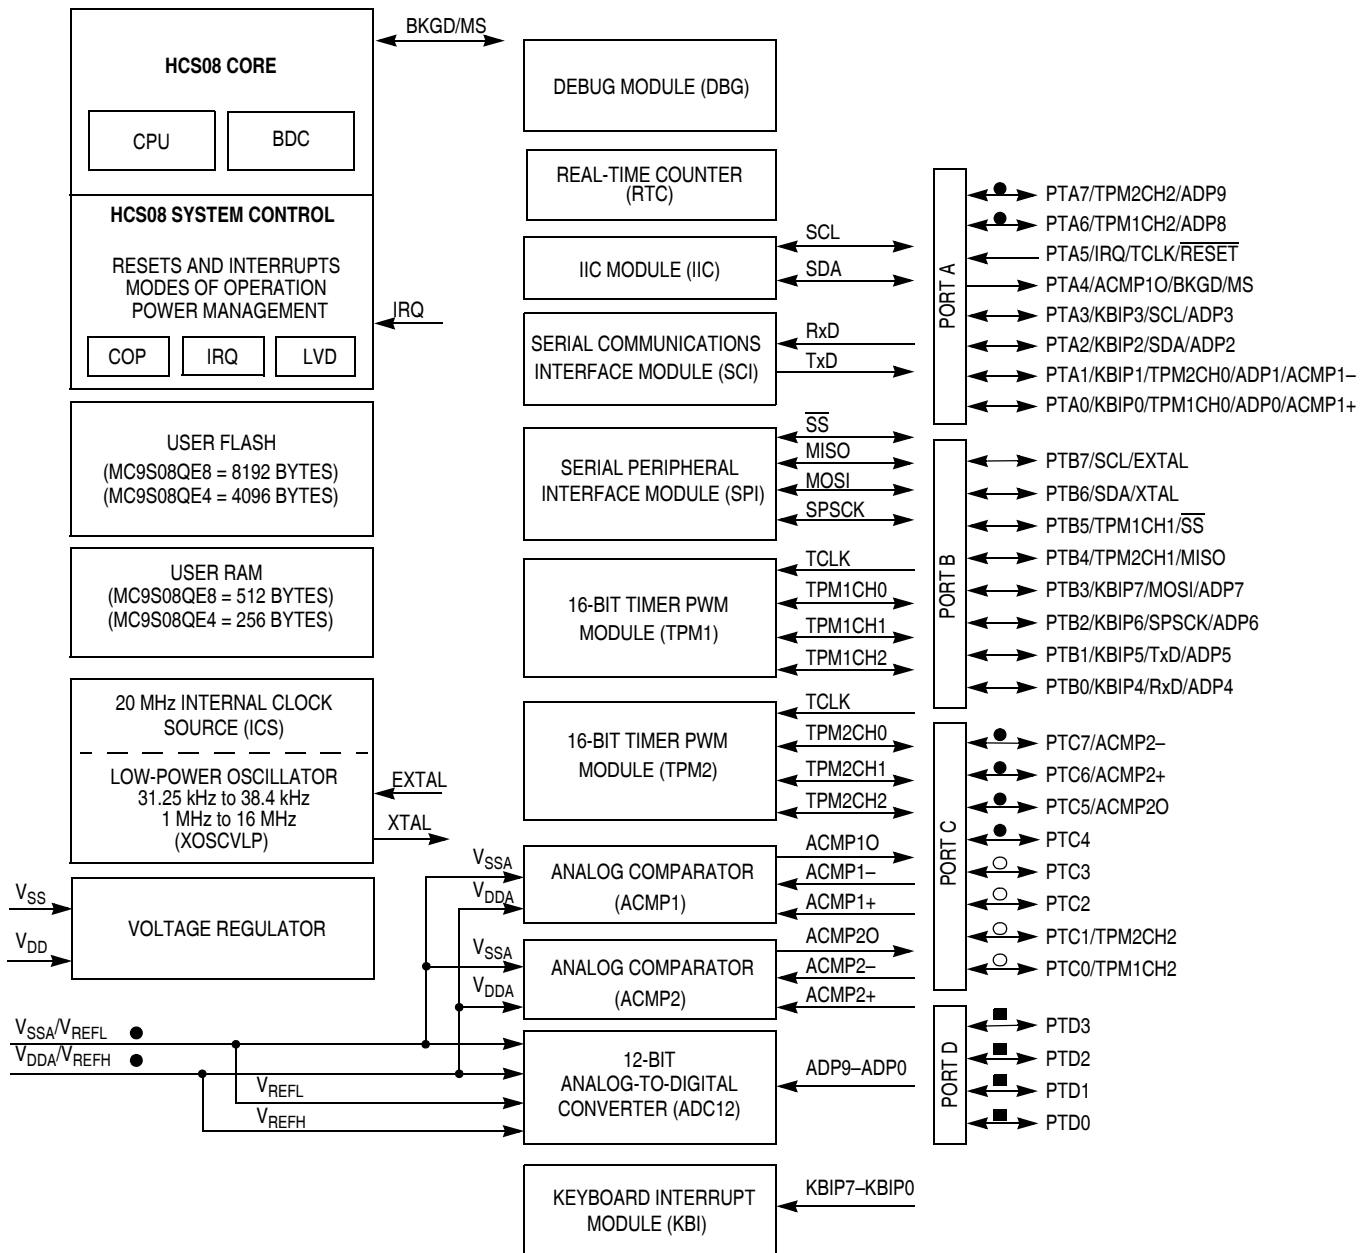 HCS08 CORE
CPU
BDC
BKGD/MS
HCS08 SYSTEM CONTROL
RESETS AND INTERRUPTS
MODES OF OPERATION
POWER MANAGEMENT
COP
IRQ
LVD
IRQ
USER FLASH
(MC9S08QE8 = 8192 BYTES)
(MC9S08QE4 = 4096 BYTES)
USER RAM
(MC9S08QE8 = 512 BYTES)
(MC9S08QE4 = 256 BYTES)
20 MHz INTERNAL CLOCK
SOURCE (ICS)
LOW-POWER OSCILLATOR
31.25 kHz to 38.4 kHz
1 MHz to 16 MHz
(XOSCVLP)
EXTAL
XTAL
VSS
VDD
VOLTAGE REGULATOR
VSSA/VREFL
VDDA/VREFH
VREFL
VREFH
VSSA
VDDA
VSSA
VDDA
DEBUG MODULE (DBG)
REAL-TIME COUNTER
(RTC)
IIC MODULE (IIC)
SCL
SDA
SERIAL COMMUNICATIONS
INTERFACE MODULE (SCI)
RxD
TxD
SERIAL PERIPHERAL
INTERFACE MODULE (SPI)
SS
MISO
MOSI
SPSCK
16-BIT TIMER PWM
MODULE (TPM1)
TCLK
TPM1CH0
TPM1CH1
TPM1CH2
16-BIT TIMER PWM
MODULE (TPM2)
TCLK
TPM2CH0
TPM2CH1
TPM2CH2
ANALOG COMPARATOR
(ACMP1)
ACMP1O
ACMP1–
ACMP1+
ANALOG COMPARATOR
(ACMP2)
ACMP2O
ACMP2–
ACMP2+
12-BIT
ANALOG-TO-DIGITAL
CONVERTER (ADC12)
ADP9–ADP0
KEYBOARD INTERRUPT
MODULE (KBI)
KBIP7–KBIP0
PORT A
PTA7/TPM2CH2/ADP9
PTA6/TPM1CH2/ADP8
PTA5/IRQ/TCLK/RESET
PTA4/ACMP1O/BKGD/MS
PTA3/KBIP3/SCL/ADP3
PTA2/KBIP2/SDA/ADP2
PTA1/KBIP1/TPM2CH0/ADP1/ACMP1–
PTA0/KBIP0/TPM1CH0/ADP0/ACMP1+
PORT B
PTB7/SCL/EXTAL
PTB6/SDA/XTAL
PTB5/TPM1CH1/SS
PTB4/TPM2CH1/MISO
PTB3/KBIP7/MOSI/ADP7
PTB2/KBIP6/SPSCK/ADP6
PTB1/KBIP5/TxD/ADP5
PTB0/KBIP4/RxD/ADP4
PORT C
PTC7/ACMP2–
PTC6/ACMP2+
PTC5/ACMP2O
PTC4
PTC3
PTC2
PTC1/TPM2CH2
PTC0/TPM1CH2
PORT D
PTD3
PTD2
PTD1
PTD0